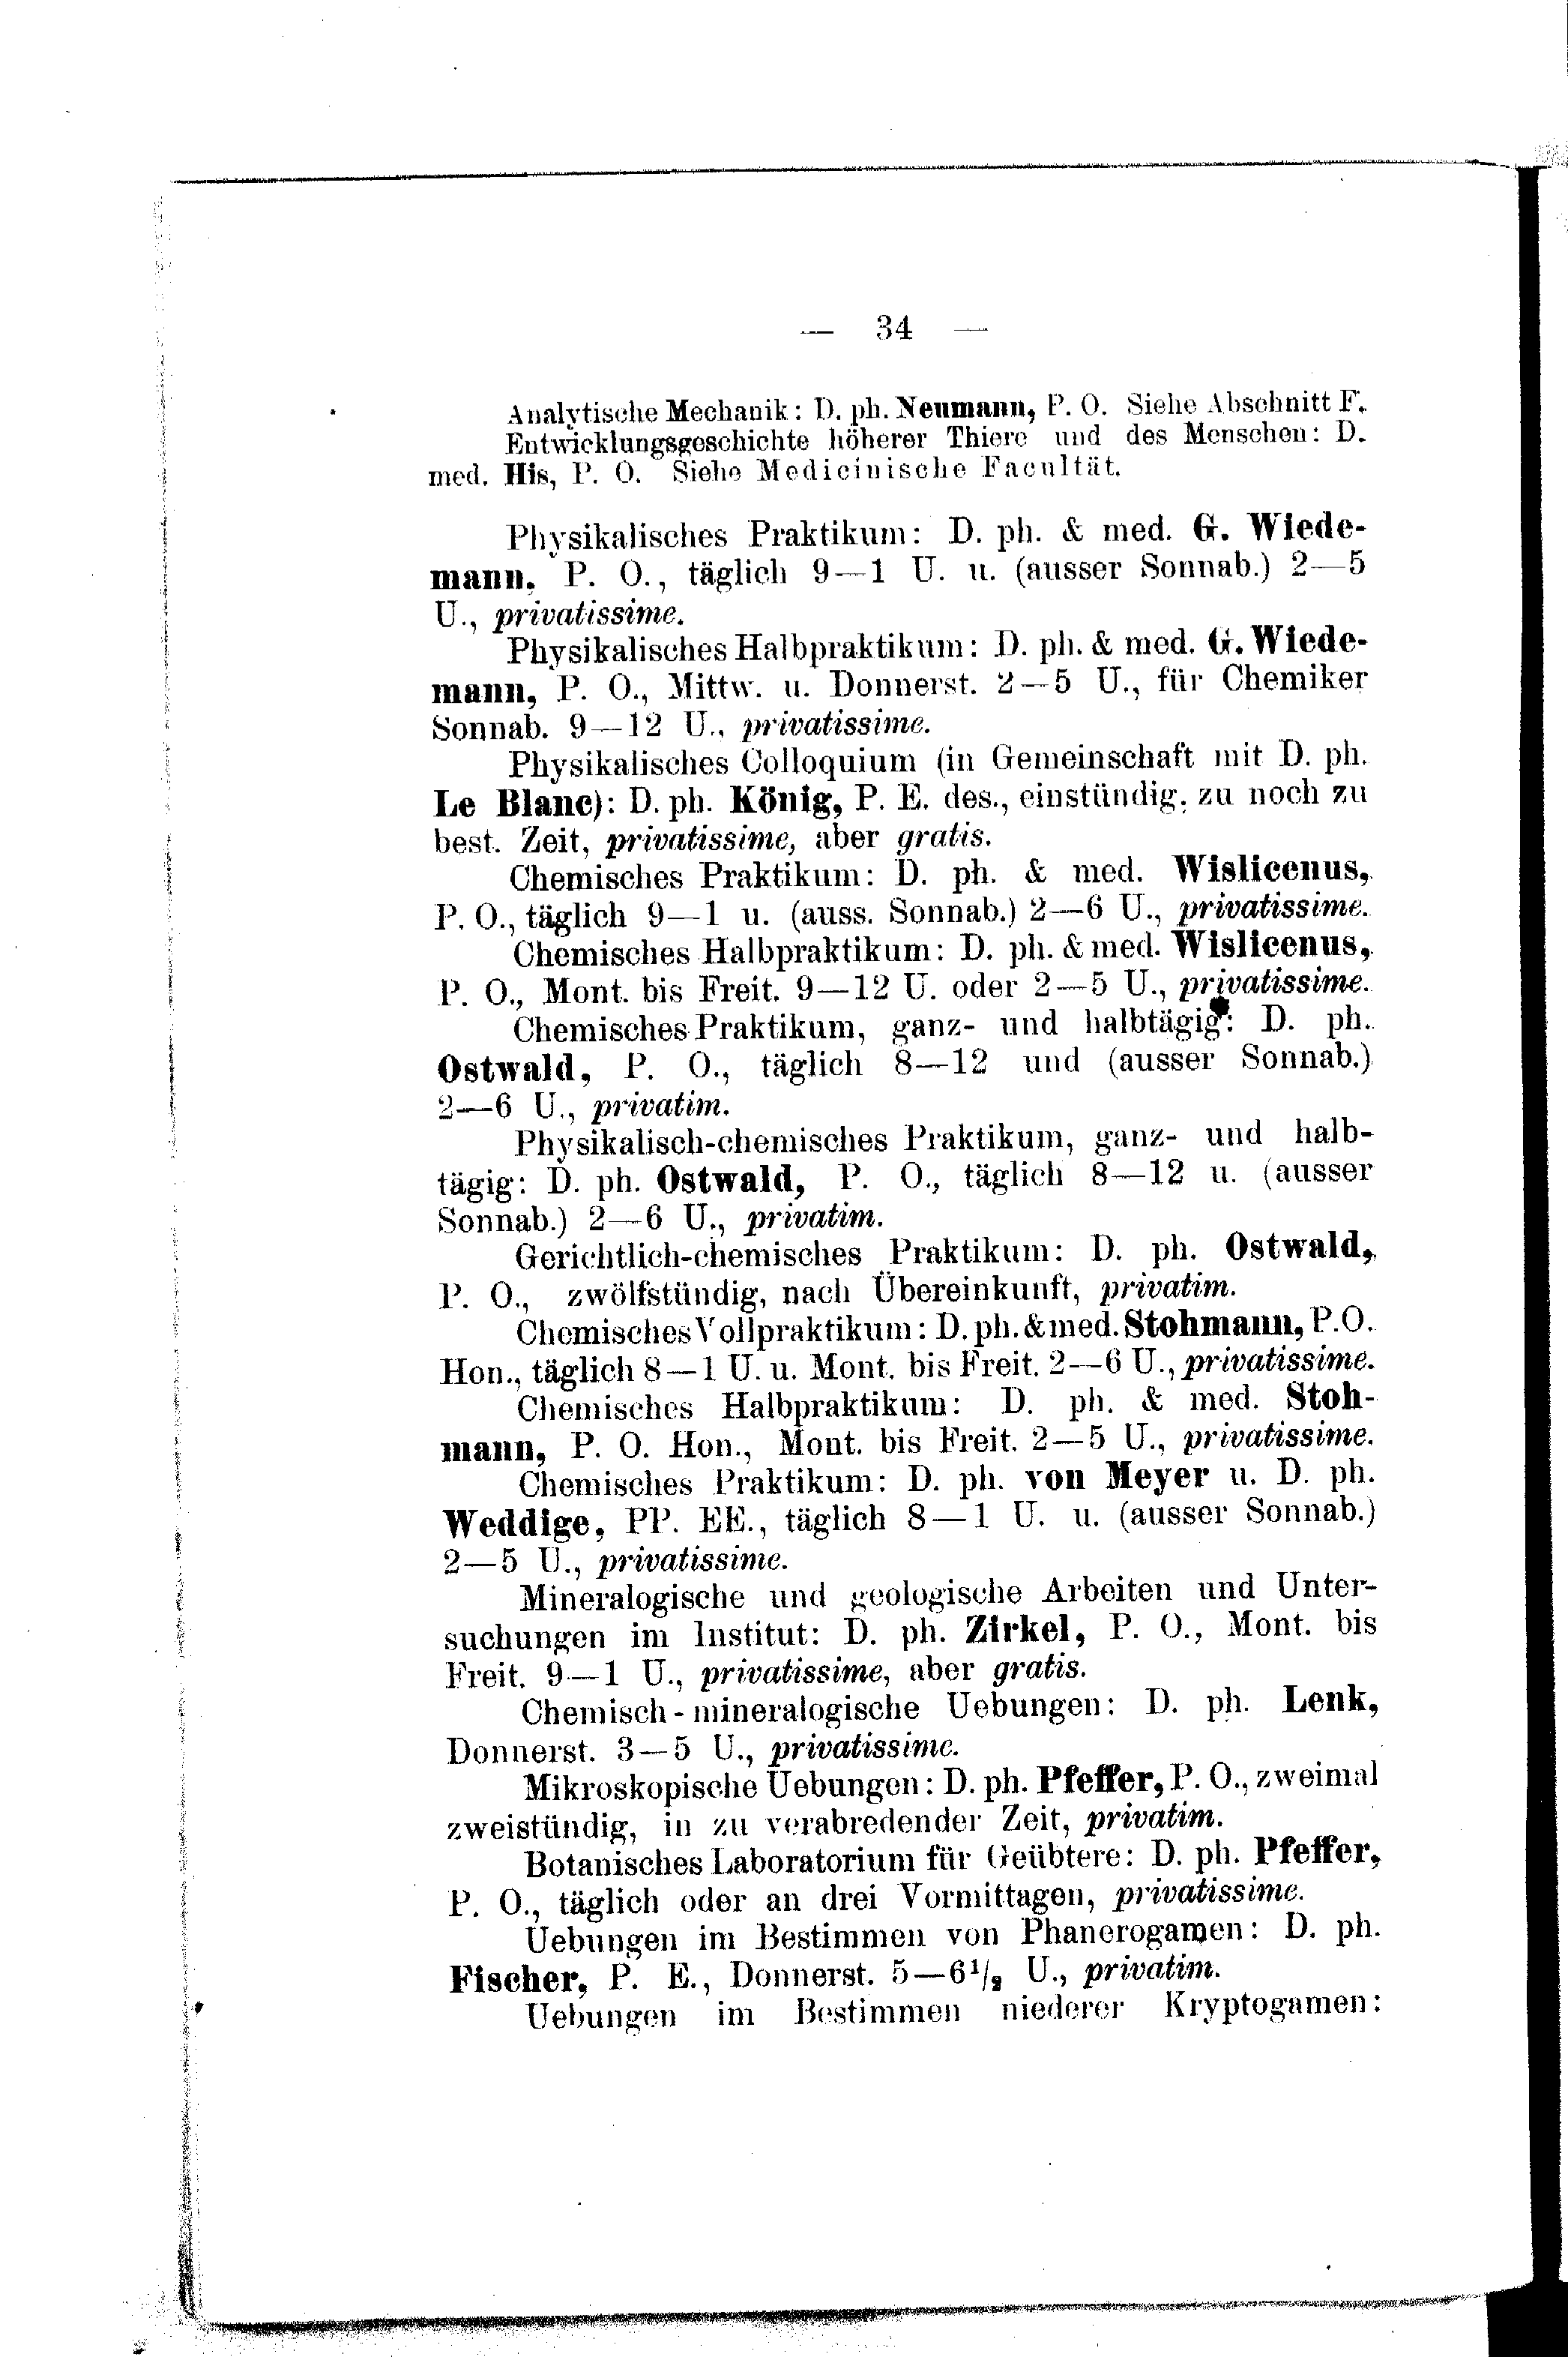 — 34 —
Analytische Mechanik: D. ph. Neumann, P. O. Siehe Abschnitt F.
Entwicklungsgeschichte höherer Thiere und des Menschen: D.
med. His, P. O. Siehe Medicinische Facultät.
Physikalisches Praktikum: D. ph. & med. G. Wiede-
mann, P. O., täglich 9—1 U. u. (ausser Sonnab.) 2—5
U., privatissime.
Physikalisches Halbpraktikum: D. ph. & med. G. Wiede-
mann, P. O., Mittw. u. Donnerst. 2—5 U., für Chemiker
Sonnab. 9—12 U., privatissime.
Physikalisches Colloquium (in Gemeinschaft mit D. ph.
Le Blanc): D. ph. König, P. E. des., einstündig, zu noch zu
best. Zeit, privatissime, aber gratis.
Chemisches Praktikum: D. ph. & med. Wislicenus,
P. O., täglich 9—1 u. (auss. Sonnab.) 2—6 U., privatissime.
Chemisches Halbpraktikum: D. ph. & med. Wislicenus,
P. O., Mont. bis Freit. 9—12 U. oder 2—5 U., privatissime.
Chemisches Praktikum, ganz- und halbtägig: D. ph.
Ostwald, P. O., täglich 8—12 und (ausser Sonnab.)
2—6 U., privatim.
Physikalisch-chemisches Praktikum, ganz- und halb-
tägig: D. ph. Ostwald, P. O., täglich 8—12 u. (ausser
Sonnab.) 2—6 U., privatim.
Gerichtlich-chemisches Praktikum: D. ph. Ostwald,
P. O., zwölfstündig, nach Übereinkunft, privatim.
Chemisches Vollpraktikum: D. ph. & med. Stohmann, P. O.
Hon., täglich 8—1 U. u. Mont. bis Freit. 2—6 U., privatissime.
Chemisches Halbpraktikum: D. ph. & med. Stoh-
mann, P. O. Hon., Mont. bis Freit. 2—5 U., privatissime.
Chemisches Praktikum: D. ph. von Meyer u. D. ph.
Weddige, PP. EE., täglich 8—1 U. u. (ausser Sonnab.)
2—5 U., privatissime.
Mineralogische und geologische Arbeiten und Unter-
suchungen im Institut: D. ph. Zirkel, P. O., Mont. bis
Freit. 9—1 U., privatissime, aber gratis.
Chemisch-mineralogische Uebungen: D. ph. Lenk,
Donnerst. 3—5 U., privatissime.
Mikroskopische Uebungen: D. ph. Pfeffer, P. O., zweimal
zweistündig, in zu verabredender Zeit, privatim.
Botanisches Laboratorium für Geübtere: D. ph. Pfeffer,
P. O., täglich oder an drei Vormittagen, privatissime.
Uebungen im Bestimmen von Phanerogamen: D. ph.
Fischer, P. E., Donnerst. 5—6½ U., privatim.
Uebungen im Bestimmen niederer Kryptogamen: